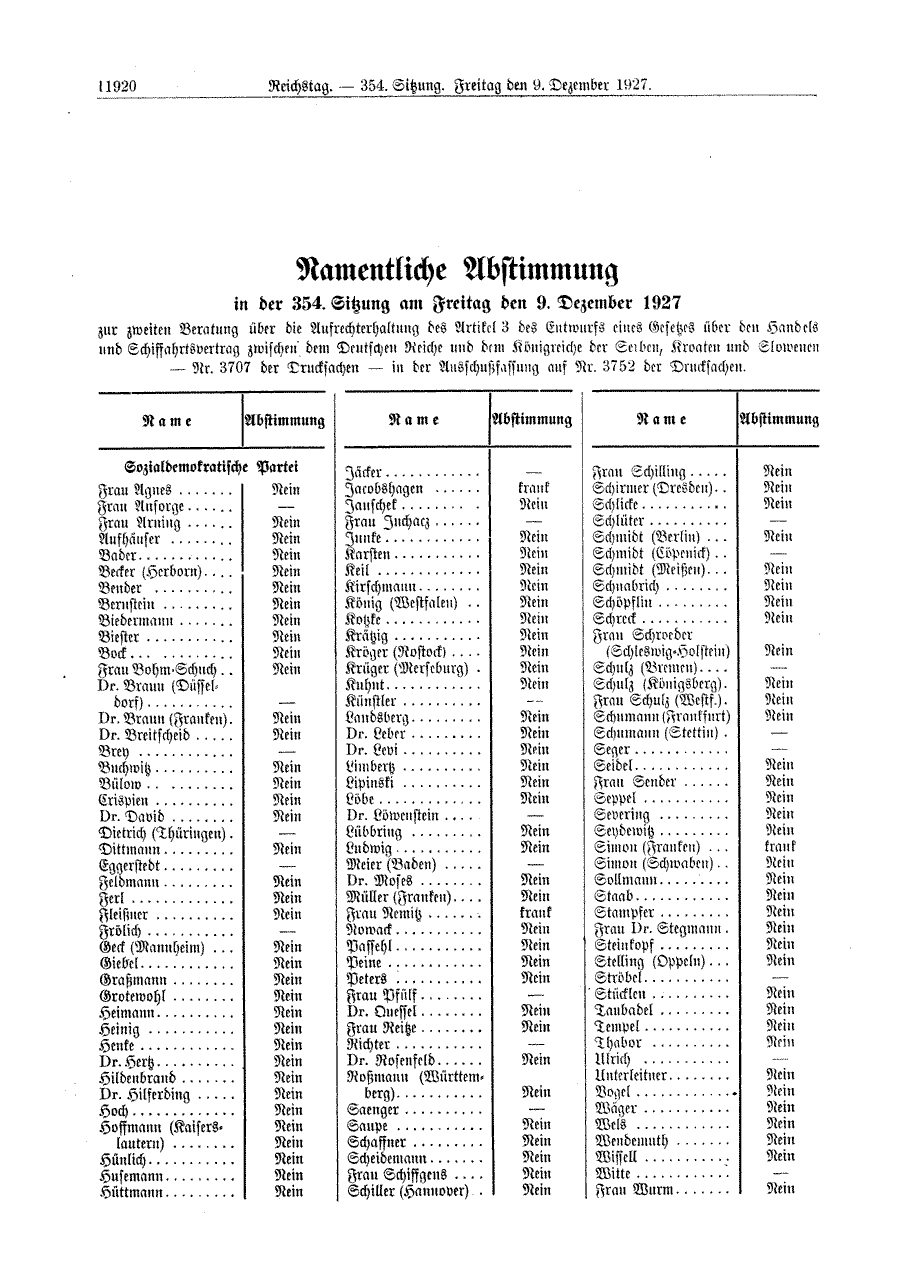 11920 Reichstag. — 354. Sitzung. Freitag den 9. Dezember 1927.
Namentliche Abstimmung
in der 354. Sitzung am Freitag den 9. Dezember 1927
zur zweiten Beratung über die Aufrechterhaltung des Artikel 3 des Entwurfs eines Gesetzes über den Handels
und Schiffahrtsvertrag zwischen dem Deutschen Reiche und dem Königreiche der Serben, Kroaten und Slowenen
— Nr. 3707 der Drucksachen — in der Ausschußfassung auf Nr. 3752 der Drucksachen.
Name Abstimmung
Sozialdemokratische Partei
Frau Agnes ....... Nein
Frau Ansorge ...... —
Frau Arning ...... Nein
Aufhäuser ........ Nein
Bader ............ Nein
Becker (Herborn) .... Nein
Bender .......... Nein
Bernstein ......... Nein
Biedermann ....... Nein
Biester ........... Nein
Bock ... ......... Nein
Frau Bohm-Schuch .. Nein
Dr. Braun (Düssel-
dorf) ........... —
Dr. Braun (Franken). Nein
Dr. Breitscheid ..... Nein
Brey ............ —
Buchwitz .......... Nein
Bülow .. ........ Nein
Crispien .......... Nein
Dr. David ........ Nein
Dietrich (Thüringen) . —
Dittmann ......... Nein
Eggerstedt ......... —
Feldmann ......... Nein
Ferl ............. Nein
Fleißner .......... Nein
Frölich ........... —
Geck (Mannheim) ... Nein
Giebel ............ Nein
Graßmann ........ Nein
Grotewohl ........ Nein
Heimann .......... Nein
Heinig ........... Nein
Henke ............ Nein
Dr. Hertz .......... Nein
Hildenbrand ....... Nein
Dr. Hilferding ..... Nein
Hoch ............. Nein
Hoffmann (Kaisers-
lautern) ........ Nein
Hünlich ........... Nein
Husemann ......... Nein
Hüttmann ......... Nein
Name Abstimmung
Jäcker ............ —
Jacobshagen ...... krank
Janschek ........ . Nein
Frau Juchacz ...... —
Junke ............ Nein
Karsten ........... Nein
Keil ............. Nein
Kirschmann ........ Nein
König (Westfalen) .. Nein
Kotzke ............ Nein
Krätzig ........... Nein
Kröger (Rostock) .... Nein
Krüger (Merseburg) . Nein
Kuhnt ............ Nein
Künstler .......... —
Landsberg ......... Nein
Dr. Leber ......... Nein
Dr. Levi .......... Nein
Limbertz .......... Nein
Lipinski .......... Nein
Löbe ............. Nein
Dr. Löwenstein .... —
Lübbring ......... Nein
Ludwig ........... Nein
Meier (Baden) ..... —
Dr. Moses ........ Nein
Müller (Franken) .... Nein
Frau Nemitz ....... krank
Nowack ........... Nein
Passehl ........... Nein
Peine ............ Nein
Peters ........... Nein
Frau Pfülf ........ —
Dr. Quessel ........ Nein
Frau Reitze ........ Nein
Richter ........... —
Dr. Rosenfeld ...... Nein
Roßmann (Württem-
berg) ........... Nein
Saenger .......... —
Saupe ........... Nein
Schaffner ......... Nein
Scheidemann ....... Nein
Frau Schiffgens .... Nein
Schiller (Hannover) .. Nein
Name Abstimmung
Frau Schilling ..... Nein
Schirmer (Dresden) .. Nein
Schlicke ........... Nein
Schlüter .......... —
Schmidt (Berlin) ... Nein
Schmidt (Cöpenick) .. —
Schmidt (Meißen) ... Nein
Schnabrich ........ Nein
Schöpflin ......... Nein
Schreck ........... Nein
Frau Schroeder
(Schleswig-Holstein) Nein
Schulz (Bremen) .... —
Schulz (Königsberg) . Nein
Frau Schulz (Westf.) . Nein
Schumann (Frankfurt) Nein
Schumann (Stettin) . —
Seger ............ —
Seidel ............ Nein
Frau Sender ...... Nein
Seppel ........... Nein
Severing ......... Nein
Seydewitz ......... Nein
Simon (Franken) ... krank
Simon (Schwaben) .. Nein
Sollmann ......... Nein
Staab ............ Nein
Stampfer ......... Nein
Frau Dr. Stegmann . Nein
Steinkopf ......... Nein
Stelling (Oppeln) ... Nein
Ströbel ........... —
Stücklen .......... Nein
Taubadel ......... Nein
Tempel ........... Nein
Thabor .......... Nein
Ulrich ........... —
Unterleitner ........ Nein
Vogel ............ Nein
Wäger ........... Nein
Wels ............ Nein
Wendemuth ....... Nein
Wissell ........... Nein
Witte ............ —
Frau Wurm ....... Nein